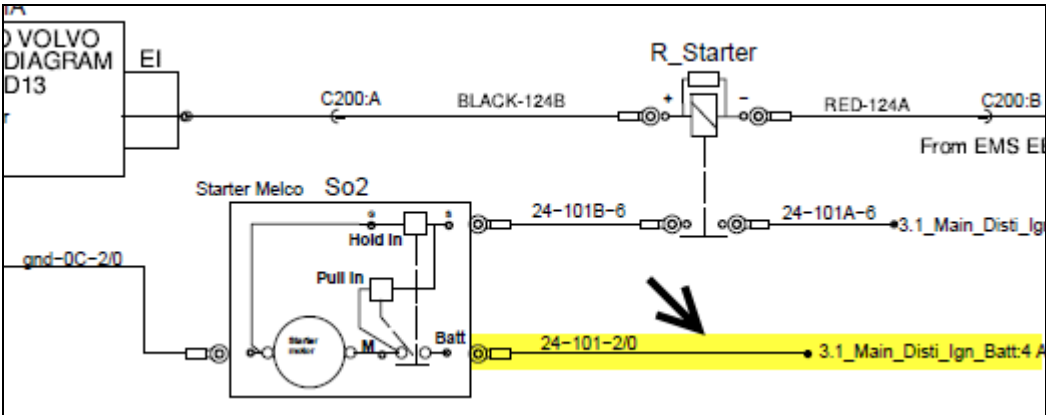 ) VOLVO
DIAGRAM
D13
EI
C200:A
BLACK-124B
R_Starter
+
-
RED-124A
C200:B
From EMS
Starter Melco
So2
24-101B-6
24-101A-6
3.1_Main_Disti_Ig
Hold In
gnd-0C-2/0
Pull In
Starter
motor
M
Batt
24-101-2/0
3.1_Main_Disti_Ign_Batt:4 A